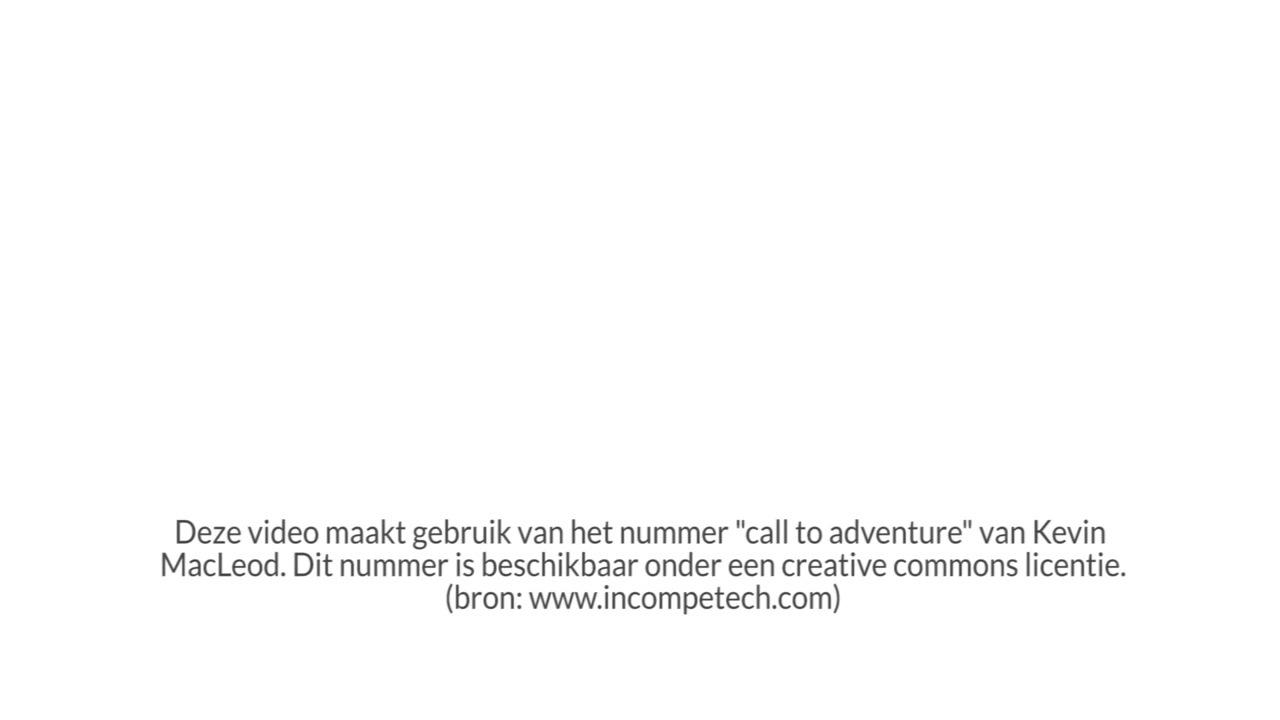 Deze video maakt gebruik van het nummer "call to adventure" van Kevin
MacLeod. Dit nummer is beschikbaar onder een creative commons licentie.
(bron: www.incompetech.com)